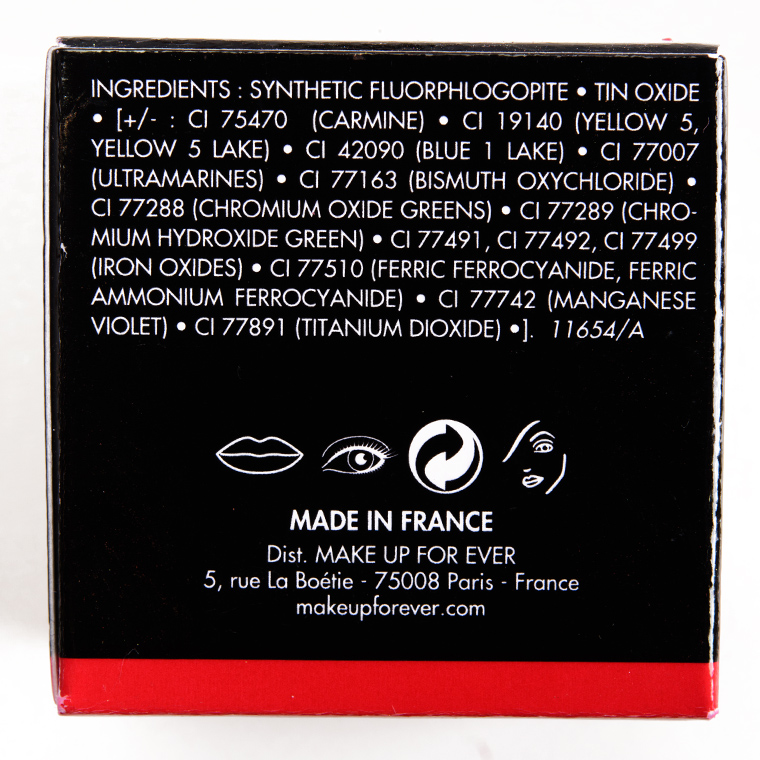 INGREDIENTS : SYNTHETIC FLUORPHLOGOPITE • TIN OXIDE
• [+/- : CI 75470 (CARMINE) • CI 19140 (YELLOW 5,
YELLOW 5 LAKE) • CI 42090 (BLUE 1 LAKE) • CI 77007
(ULTRAMARINES) • CI 77163 (BISMUTH OXYCHLORIDE) •
CI 77288 (CHROMIUM OXIDE GREENS) • CI 77289 (CHRO-
MIUM HYDROXIDE GREEN) • CI 77491, CI 77492, CI 77499
(IRON OXIDES) • CI 77510 (FERRIC FERROCYANIDE, FERRIC
AMMONIUM FERROCYANIDE) • CI 77742 (MANGANESE
VIOLET) • CI 77891 (TITANIUM DIOXIDE) •]. 11654/A
MADE IN FRANCE
Dist. MAKE UP FOR EVER
5, rue La Boétie - 75008 Paris - France
makeupforever.com